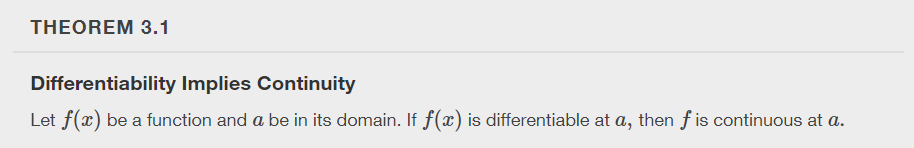 THEOREM 3.1
Differentiability Implies Continuity
Let f(x) be a function and a be in its domain. If f(x) is differentiable at a, then f is continuous at a.